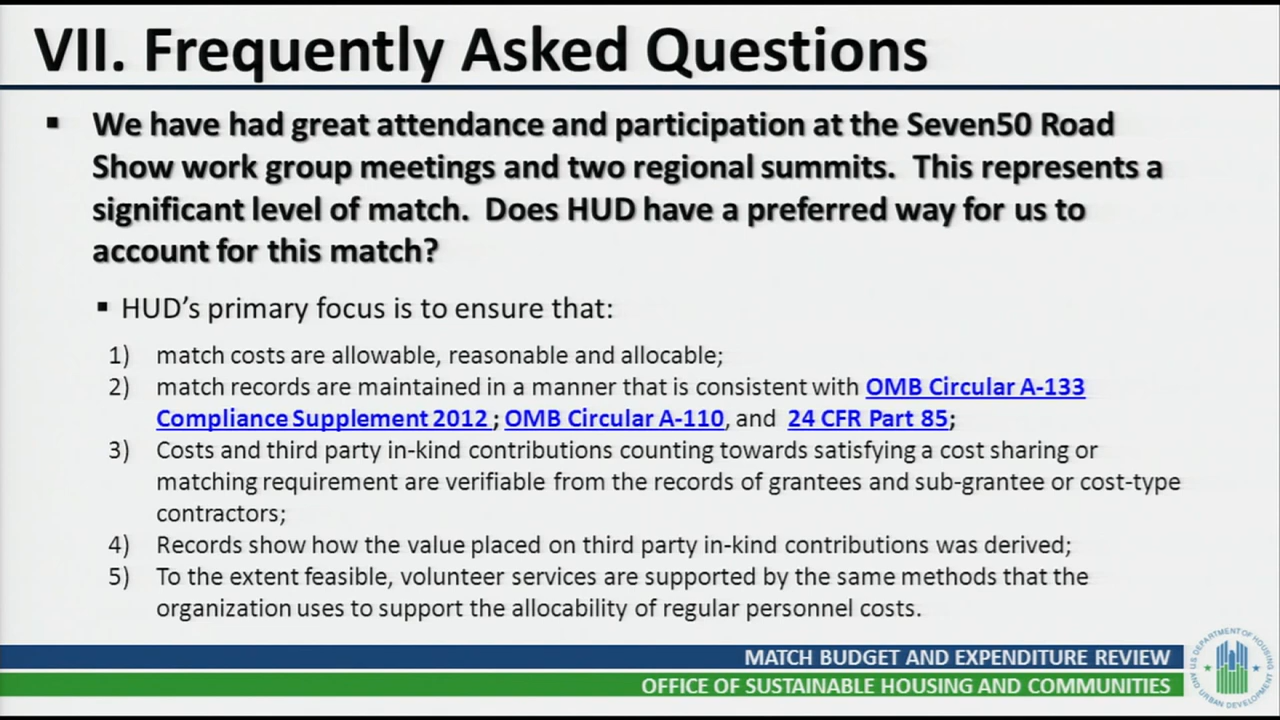 VII. Frequently Asked Questions
▪ We have had great attendance and participation at the Seven50 Road
Show work group meetings and two regional summits.  This represents a
significant level of match.  Does HUD have a preferred way for us to
account for this match?
▪ HUD's primary focus is to ensure that:
1) match costs are allowable, reasonable and allocable;
2) match records are maintained in a manner that is consistent with OMB Circular A-133
Compliance Supplement 2012 ; OMB Circular A-110, and 24 CFR Part 85;
3) Costs and third party in-kind contributions counting towards satisfying a cost sharing or
matching requirement are verifiable from the records of grantees and sub-grantee or cost-type
contractors;
4) Records show how the value placed on third party in-kind contributions was derived;
5) To the extent feasible, volunteer services are supported by the same methods that the
organization uses to support the allocability of regular personnel costs.
MATCH BUDGET AND EXPENDITURE REVIEW
OFFICE OF SUSTAINABLE HOUSING AND COMMUNITIES
U.S. DEPARTMENT OF HOUSING
AND URBAN DEVELOPMENT